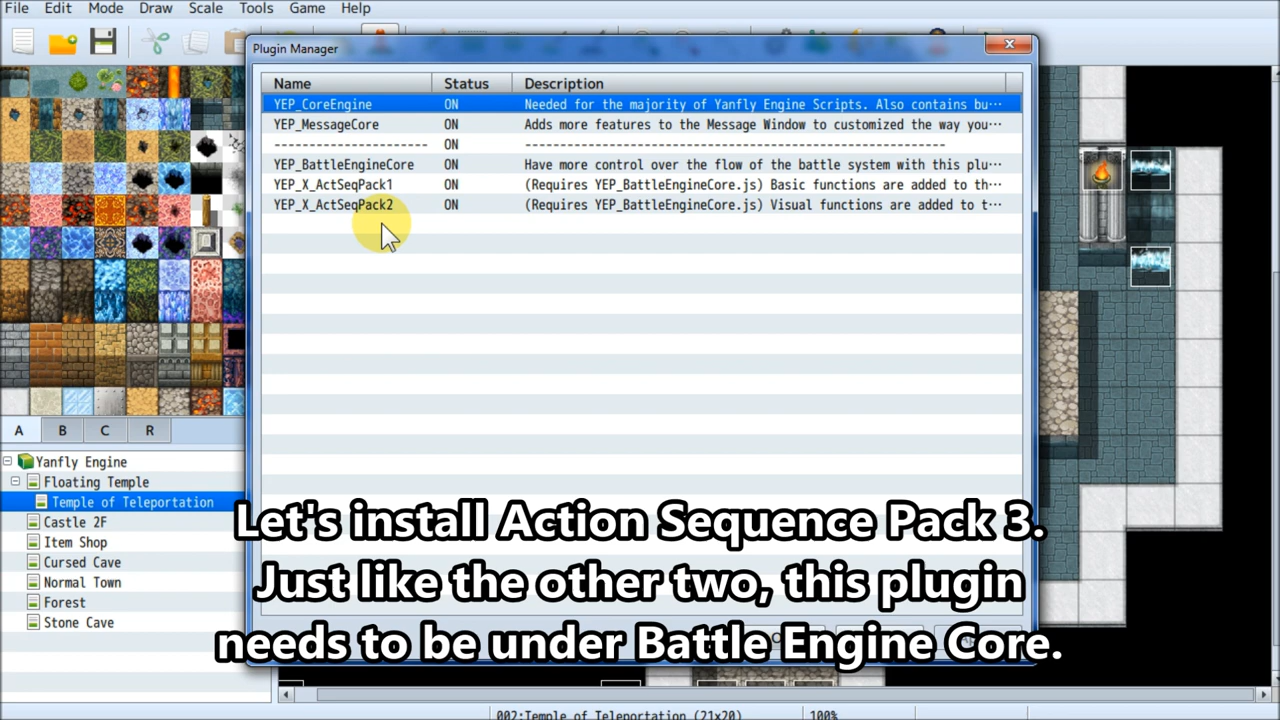 File Edit Mode Draw Scale Tools Game Help
Plugin Manager
Name Status Description
YEP_CoreEngine ON Needed for the majority of Yanfly Engine Scripts. Also contains bu···
YEP_MessageCore ON Adds more features to the Message Window to customized the way you···
---------------------- ON ------------------------------------------------------------
YEP_BattleEngineCore ON Have more control over the flow of the battle system with this plu···
YEP_X_ActSeqPack1 ON (Requires YEP_BattleEngineCore.js) Basic functions are added to th···
YEP_X_ActSeqPack2 ON (Requires YEP_BattleEngineCore.js) Visual functions are added to t···
A B C R
Yanfly Engine
Floating Temple
Temple of Teleportation
Castle 2F
Item Shop
Cursed Cave
Normal Town
Forest
Stone Cave
Let's install Action Sequence Pack 3.
Just like the other two, this plugin
needs to be under Battle Engine Core.
002:Temple of Teleportation (21x20) 100%